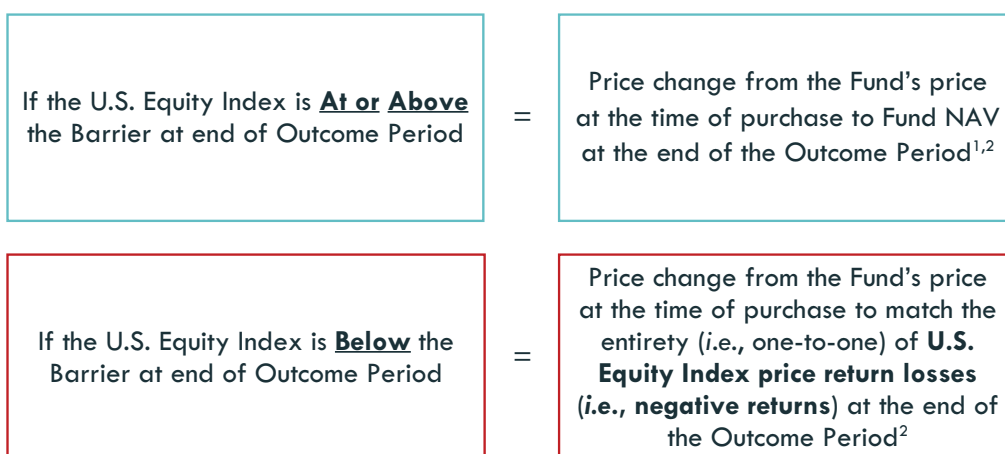 If the U.S. Equity Index is At or Above
the Barrier at end of Outcome Period
=
Price change from the Fund's price
at the time of purchase to Fund NAV
at the end of the Outcome Period1,2
If the U.S. Equity Index is Below the
Barrier at end of Outcome Period
=
Price change from the Fund's price
at the time of purchase to match the
entirety (i.e., one-to-one) of U.S.
Equity Index price return losses
(i.e., negative returns) at the end of
the Outcome Period2